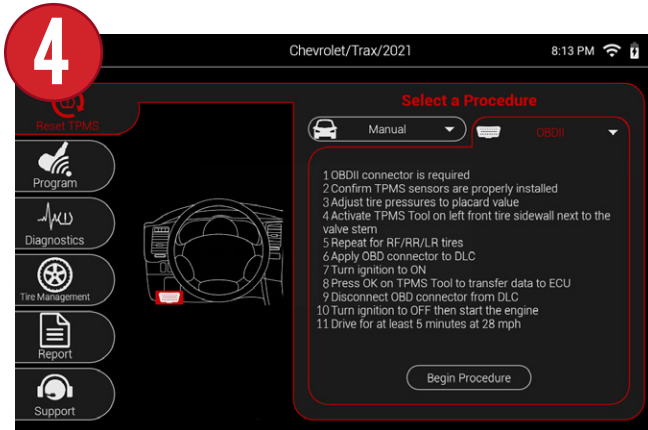 4
Chevrolet/Trax/2021
8:13 PM
Reset TPMS
Program
Diagnostics
Tire Management
Report
Support
Select a Procedure
Manual
OBDII
1 OBDII connector is required
2 Confirm TPMS sensors are properly installed
3 Adjust tire pressures to placard value
4 Activate TPMS Tool on left front tire sidewall next to the
valve stem
5 Repeat for RF/RR/LR tires
6 Apply OBD connector to DLC
7 Turn ignition to ON
8 Press OK on TPMS Tool to transfer data to ECU
9 Disconnect OBD connector from DLC
10 Turn ignition to OFF then start the engine
11 Drive for at least 5 minutes at 28 mph
Begin Procedure